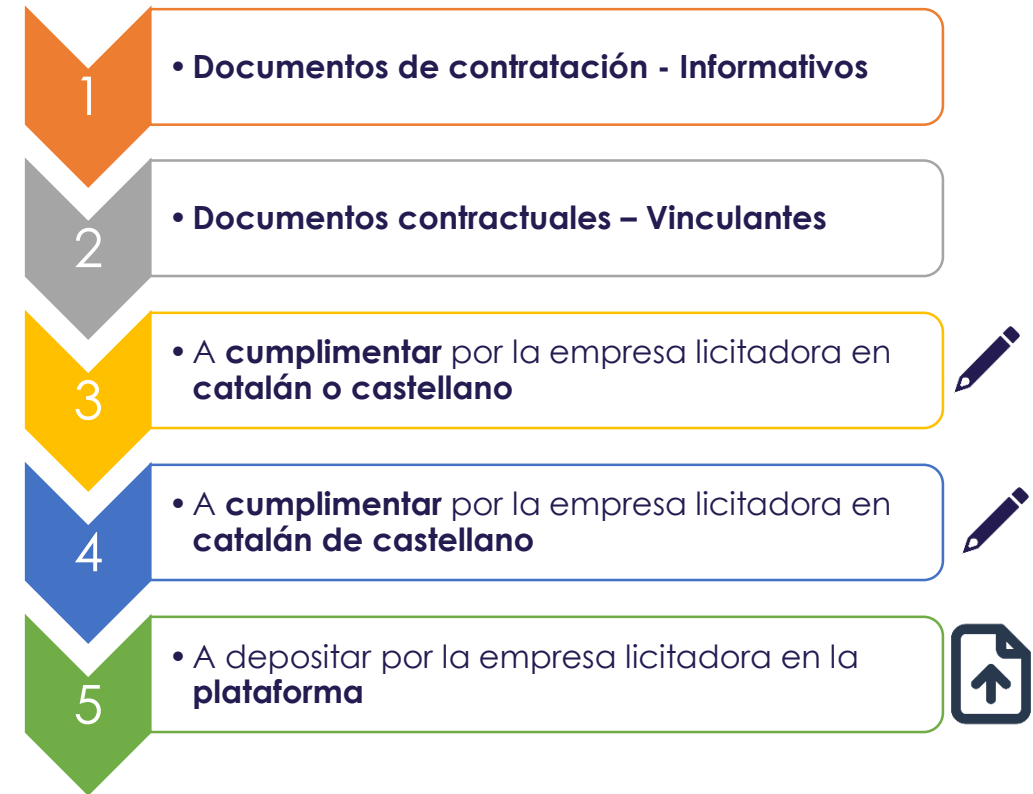 1
• Documentos de contratación - Informativos
2
• Documentos contractuales – Vinculantes
3
• A cumplimentar por la empresa licitadora en
catalán o castellano
4
• A cumplimentar por la empresa licitadora en
catalán de castellano
5
• A depositar por la empresa licitadora en la
plataforma